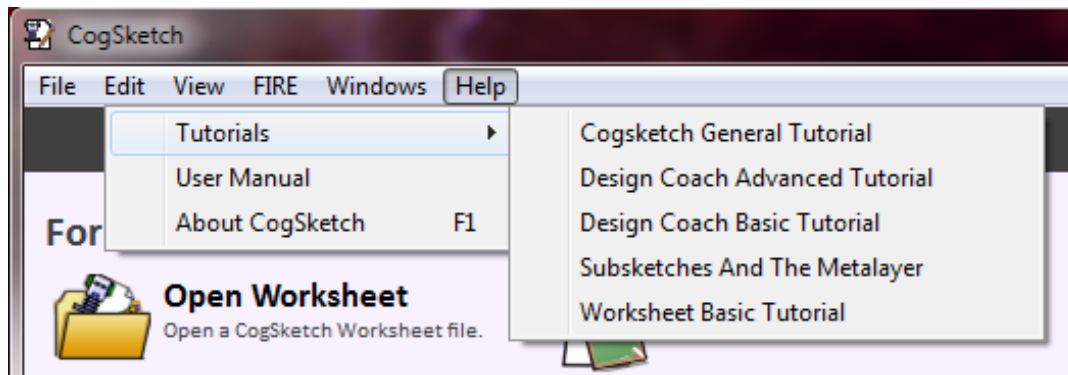 CogSketch
File Edit View FIRE Windows Help
Tutorials
User Manual
About CogSketch F1
Cogsketch General Tutorial
Design Coach Advanced Tutorial
Design Coach Basic Tutorial
Subsketches And The Metalayer
Worksheet Basic Tutorial
For
Open Worksheet
Open a CogSketch Worksheet file.